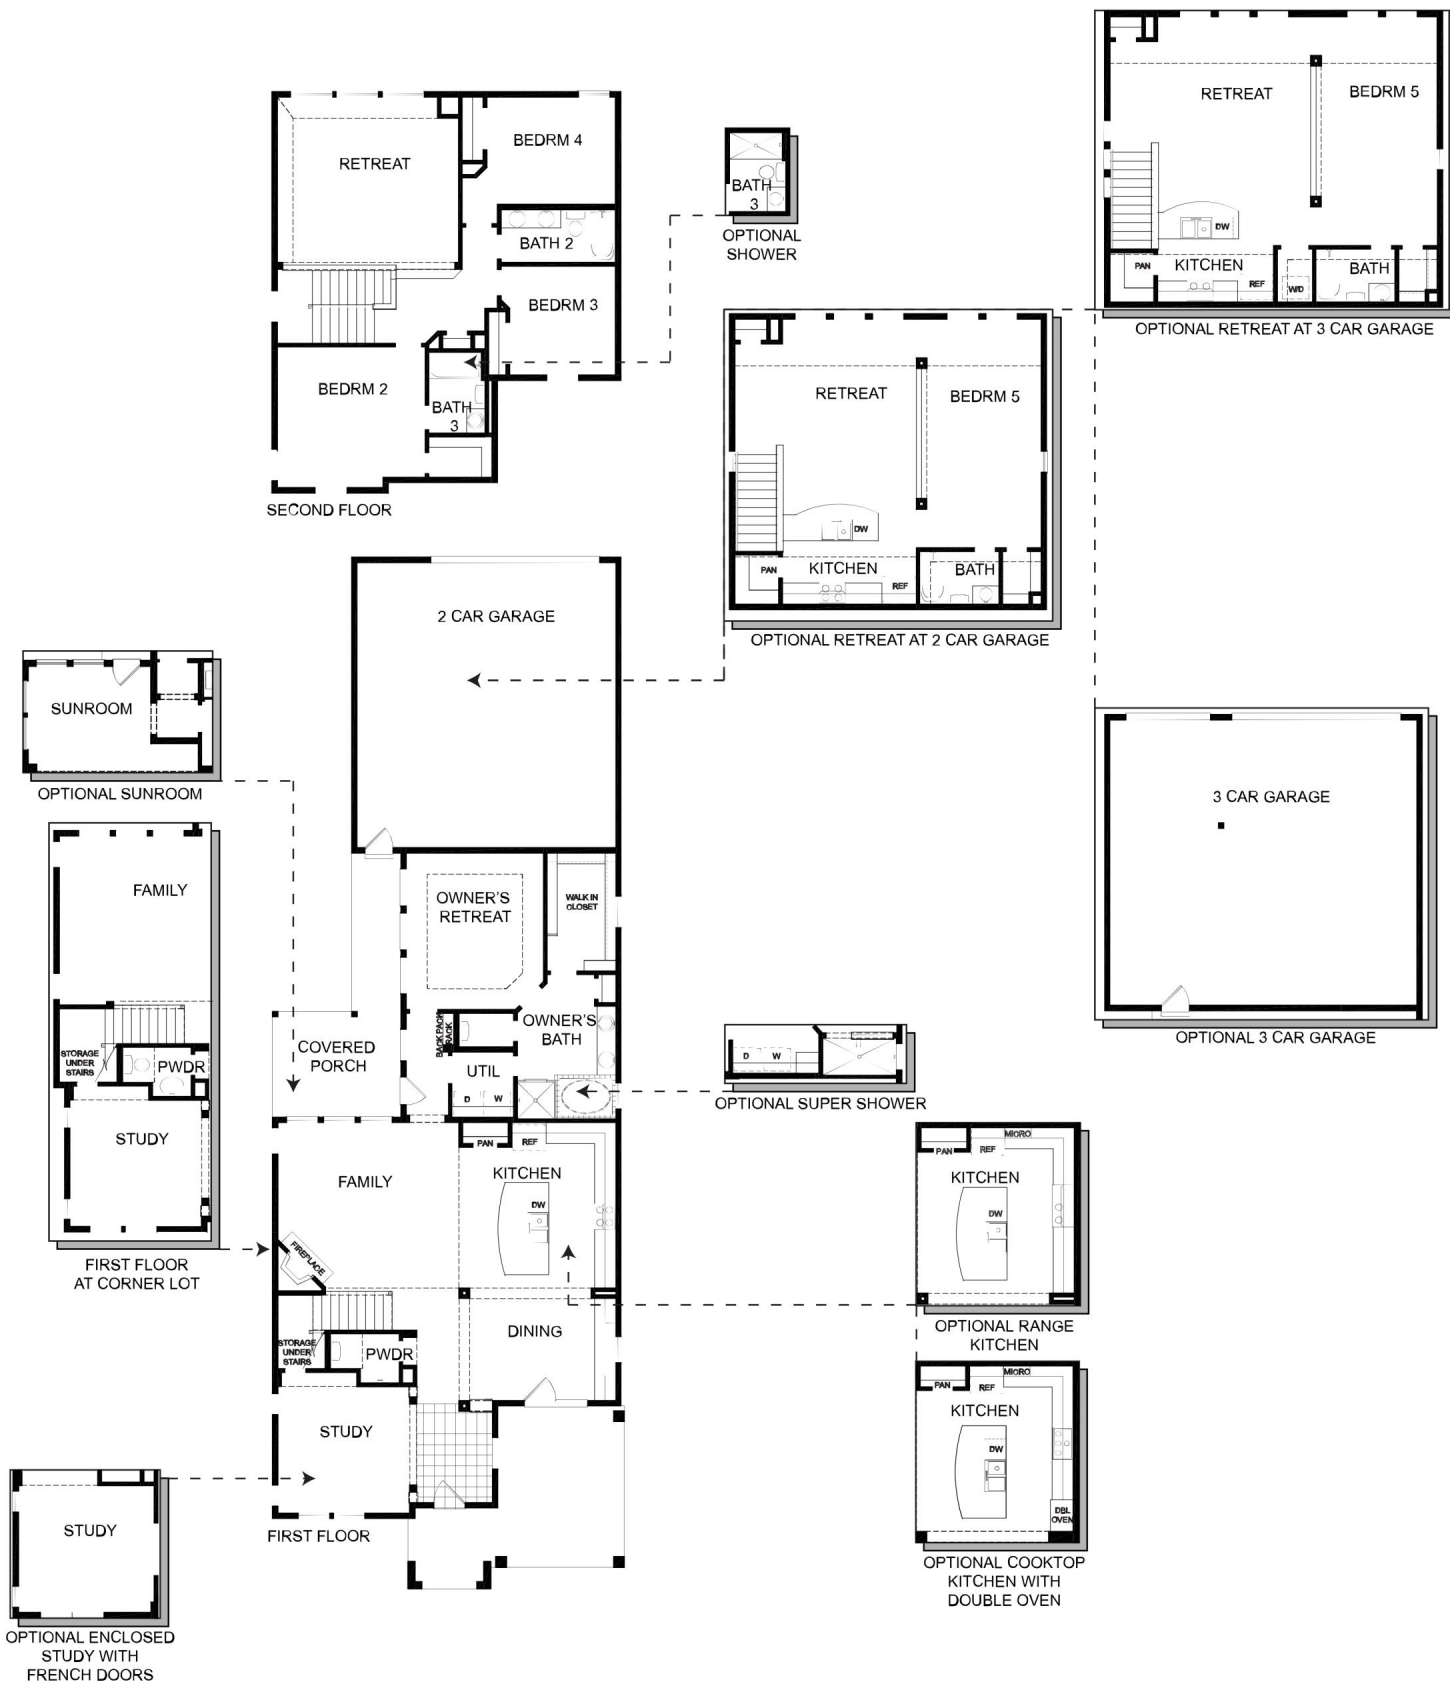 RETREAT
BEDRM 5
DW
PAN
KITCHEN
REF
W/D
BATH
OPTIONAL RETREAT AT 3 CAR GARAGE
BEDRM 4
RETREAT
BATH 2
BEDRM 3
BEDRM 2
BATH
3
SECOND FLOOR
BATH
3
OPTIONAL
SHOWER
RETREAT
BEDRM 5
DW
PAN
KITCHEN
REF
BATH
OPTIONAL RETREAT AT 2 CAR GARAGE
2 CAR GARAGE
SUNROOM
OPTIONAL SUNROOM
3 CAR GARAGE
OPTIONAL 3 CAR GARAGE
FAMILY
STORAGE
UNDER
STAIRS
PWDR
STUDY
FIRST FLOOR
AT CORNER LOT
OWNER'S
RETREAT
WALK IN
CLOSET
BACK PACK
RACK
OWNER'S
BATH
COVERED
PORCH
UTIL
D
W
D
W
OPTIONAL SUPER SHOWER
PAN
REF
KITCHEN
DW
FAMILY
FIREPLACE
DINING
STORAGE
UNDER
STAIRS
PWDR
STUDY
FIRST FLOOR
MICRO
PAN
REF
KITCHEN
DW
OPTIONAL RANGE
KITCHEN
MICRO
PAN
REF
KITCHEN
DW
DBL
OVEN
OPTIONAL COOKTOP
KITCHEN WITH
DOUBLE OVEN
STUDY
OPTIONAL ENCLOSED
STUDY WITH
FRENCH DOORS